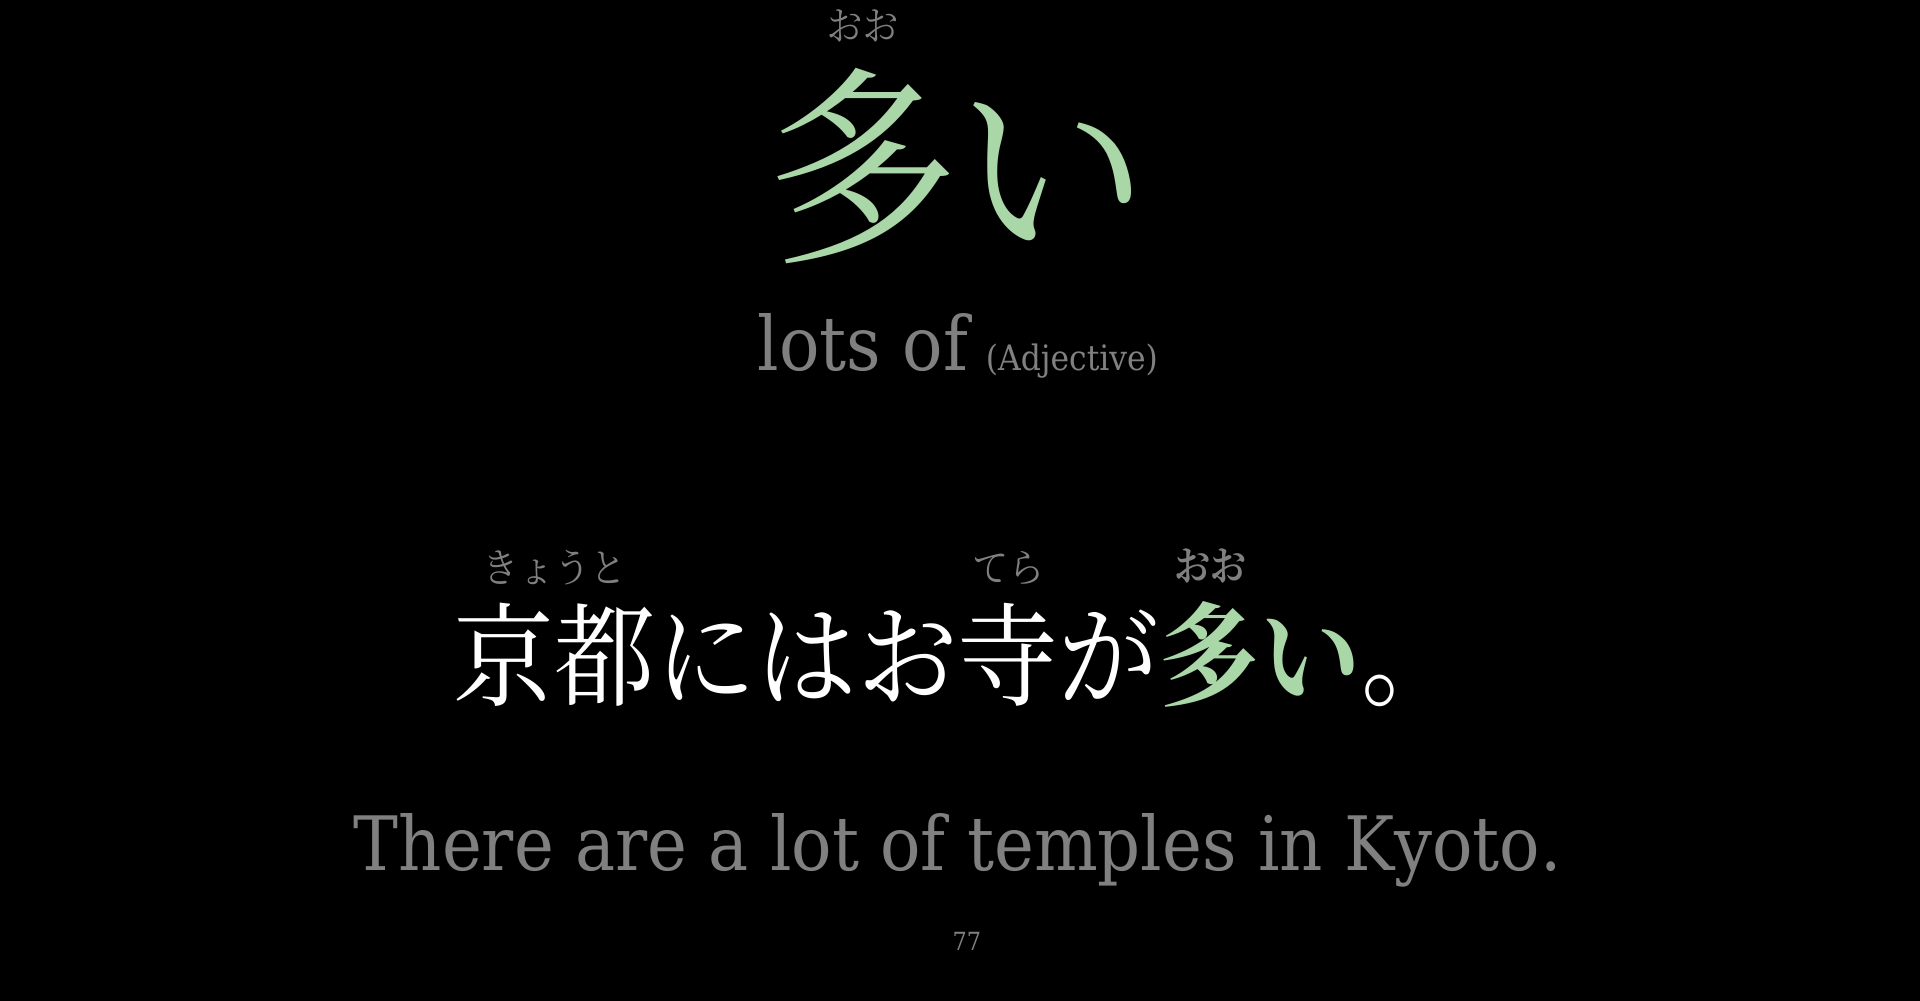 おお
多い
lots of (Adjective)
きょうと てら おお
京都にはお寺が多い。
There are a lot of temples in Kyoto.
77